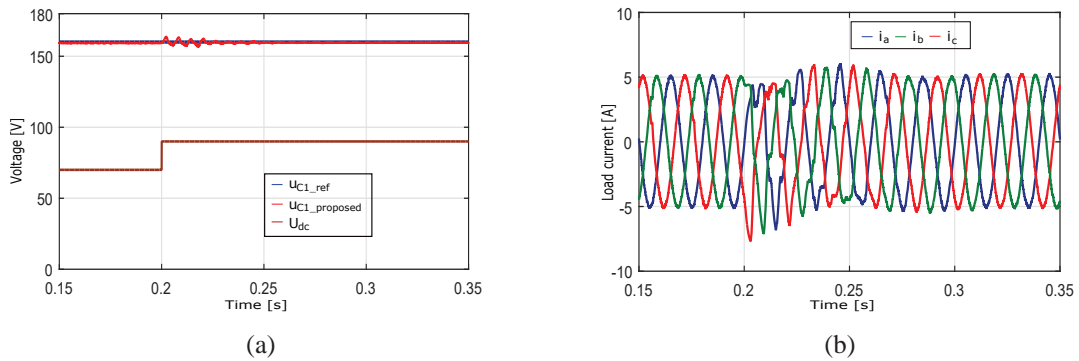 180
150
100
50
0
Voltage [V]
u_C1_ref
u_C1_proposed
U_dc
0.15 0.2 0.25 0.3 0.35
Time [s]
(a)
10
5
0
-5
-10
Load current [A]
i_a i_b i_c
0.15 0.2 0.25 0.3 0.35
Time [s]
(b)